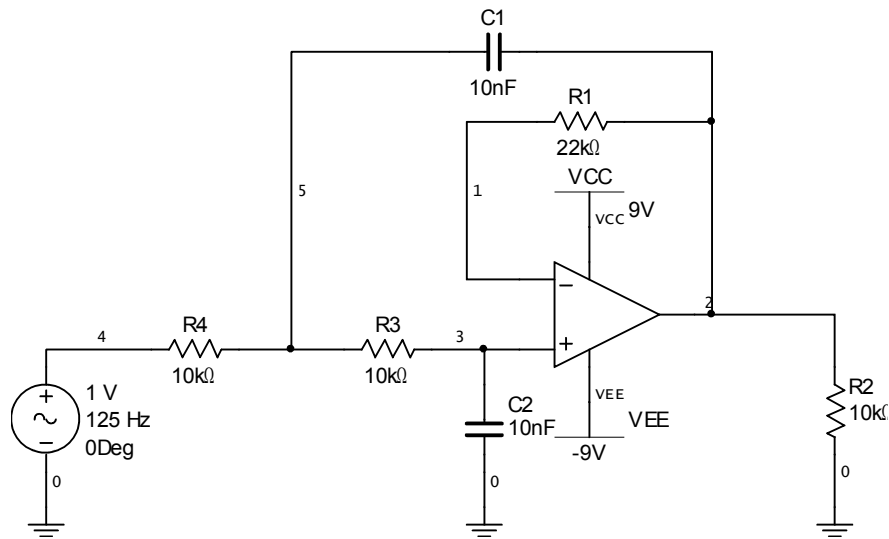 C1
10nF
R1
22kΩ
5
1
VCC
VCC 9V
2
4
R4
10kΩ
R3
10kΩ
3
1 V
125 Hz
0Deg
C2
10nF
VEE
VEE
-9V
R2
10kΩ
0
0
0